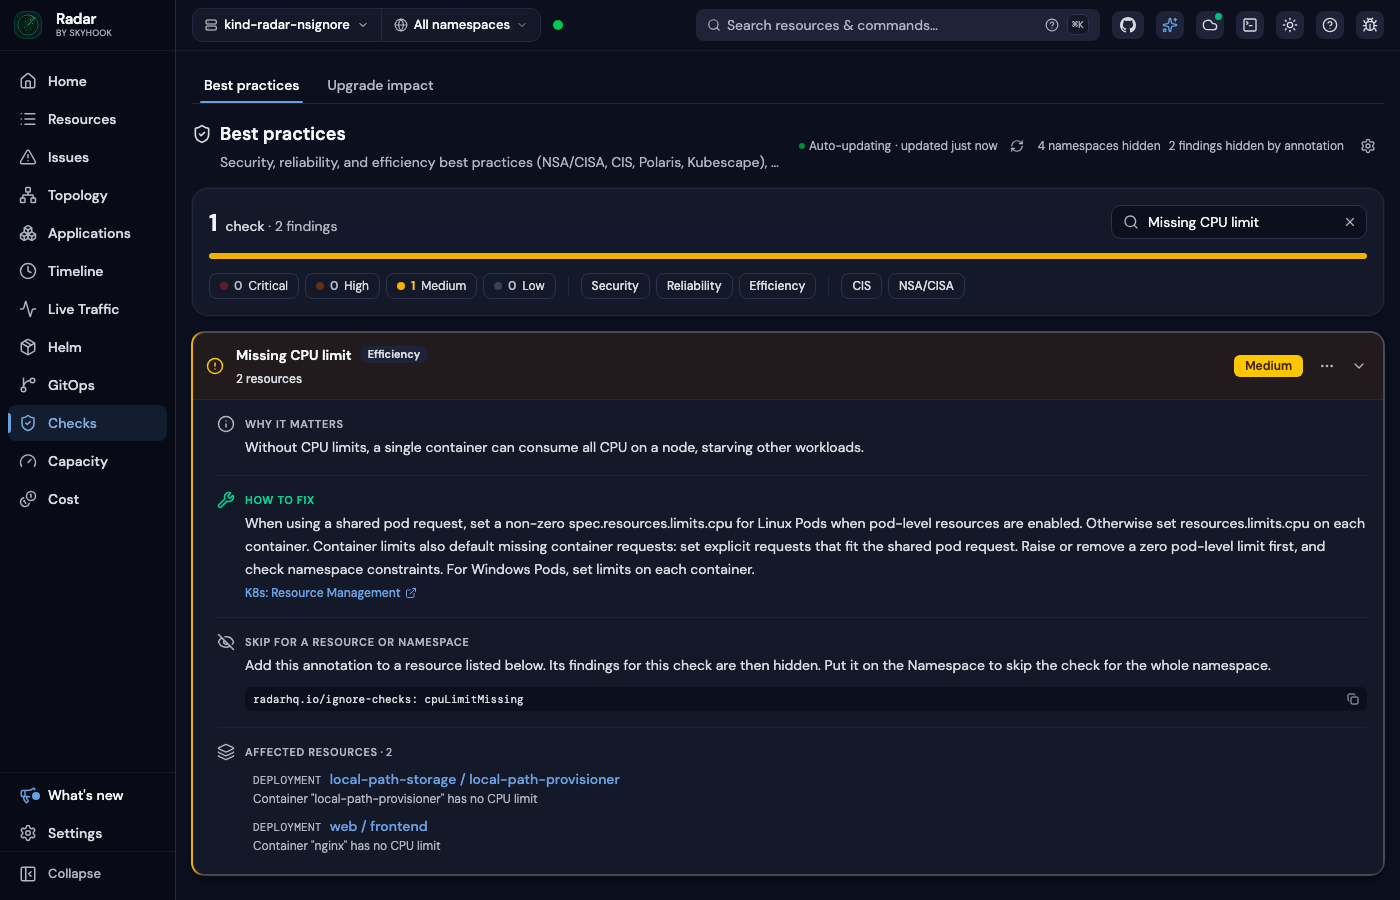 Radar
BY SKYHOOK
kind-radar-nsignore
All namespaces
Search resources & commands...
⌘K
Home
Resources
Issues
Topology
Applications
Timeline
Live Traffic
Helm
GitOps
Checks
Capacity
Cost
What's new
Settings
Collapse
Best practices
Upgrade impact
Best practices
Security, reliability, and efficiency best practices (NSA/CISA, CIS, Polaris, Kubescape), ...
Auto-updating · updated just now
4 namespaces hidden
2 findings hidden by annotation
1 check · 2 findings
Missing CPU limit
0 Critical
0 High
1 Medium
0 Low
Security
Reliability
Efficiency
CIS
NSA/CISA
Missing CPU limit
Efficiency
2 resources
Medium
WHY IT MATTERS
Without CPU limits, a single container can consume all CPU on a node, starving other workloads.
HOW TO FIX
When using a shared pod request, set a non-zero spec.resources.limits.cpu for Linux Pods when pod-level resources are enabled. Otherwise set resources.limits.cpu on each
container. Container limits also default missing container requests: set explicit requests that fit the shared pod request. Raise or remove a zero pod-level limit first, and
check namespace constraints. For Windows Pods, set limits on each container.
K8s: Resource Management
SKIP FOR A RESOURCE OR NAMESPACE
Add this annotation to a resource listed below. Its findings for this check are then hidden. Put it on the Namespace to skip the check for the whole namespace.
radarhq.io/ignore-checks: cpuLimitMissing
AFFECTED RESOURCES · 2
DEPLOYMENT local-path-storage / local-path-provisioner
Container "local-path-provisioner" has no CPU limit
DEPLOYMENT web / frontend
Container "nginx" has no CPU limit